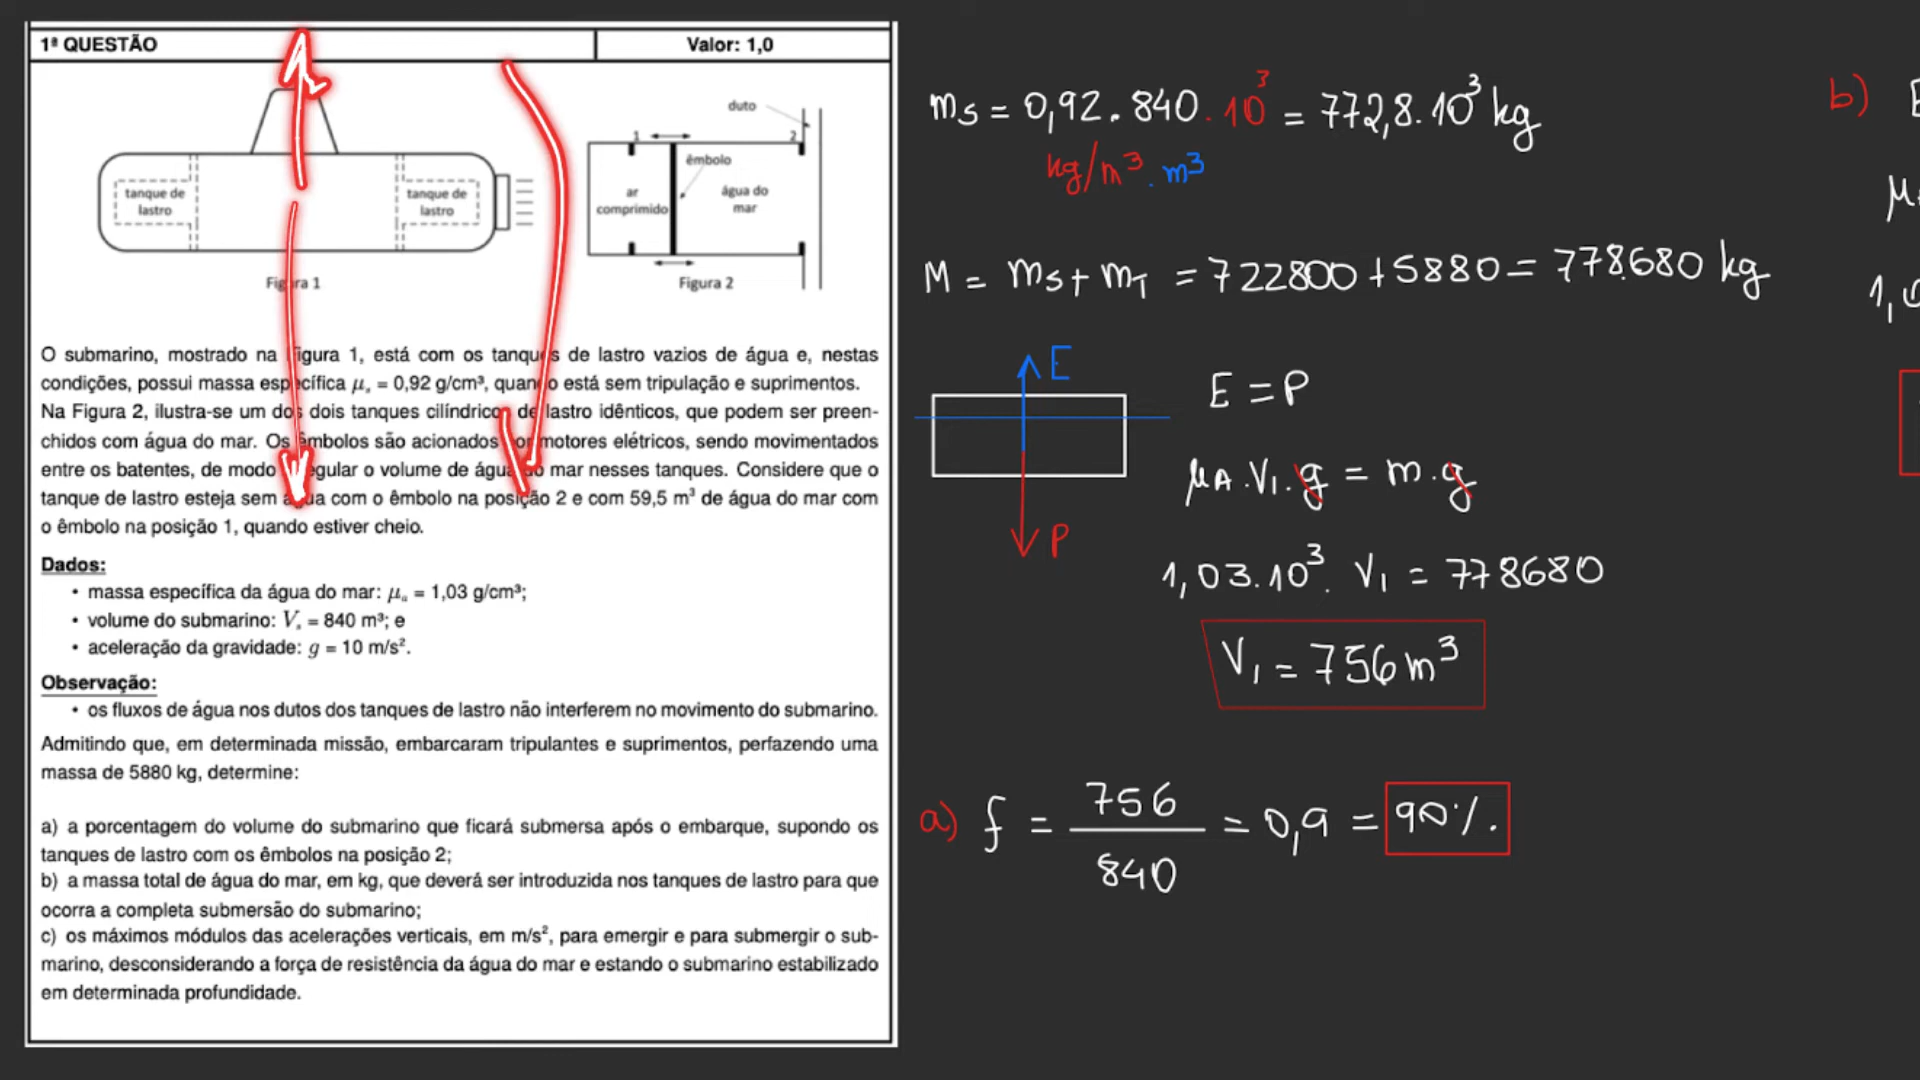 1ª QUESTÃO
Valor: 1,0
duto
1
2
êmbolo
tanque de lastro
tanque de lastro
ar comprimido
água do mar
Figura 1
Figura 2
O submarino, mostrado na Figura 1, está com os tanques de lastro vazios de água e, nestas
condições, possui massa específica μₛ = 0,92 g/cm³, quando está sem tripulação e suprimentos.
Na Figura 2, ilustra-se um dos dois tanques cilíndricos de lastro idênticos, que podem ser preen-
chidos com água do mar. Os êmbolos são acionados por motores elétricos, sendo movimentados
entre os batentes, de modo a regular o volume de água do mar nesses tanques. Considere que o
tanque de lastro esteja sem água com o êmbolo na posição 2 e com 59,5 m³ de água do mar com
o êmbolo na posição 1, quando estiver cheio.
Dados:
• massa específica da água do mar: μₐ = 1,03 g/cm³;
• volume do submarino: Vₛ = 840 m³; e
• aceleração da gravidade: g = 10 m/s².
Observação:
• os fluxos de água nos dutos dos tanques de lastro não interferem no movimento do submarino.
Admitindo que, em determinada missão, embarcaram tripulantes e suprimentos, perfazendo uma
massa de 5880 kg, determine:
a) a porcentagem do volume do submarino que ficará submersa após o embarque, supondo os
tanques de lastro com os êmbolos na posição 2;
b) a massa total de água do mar, em kg, que deverá ser introduzida nos tanques de lastro para que
ocorra a completa submersão do submarino;
c) os máximos módulos das acelerações verticais, em m/s², para emergir e para submergir o sub-
marino, desconsiderando a força de resistência da água do mar e estando o submarino estabilizado
em determinada profundidade.
mS = 0,92 . 840 . 10³ = 772,8 . 10³ kg
kg/m³ . m³
M = mS + mT = 722800 + 5880 = 778.680 kg
E
P
E = P
μA . V₁ . g = m . g
1,03 . 10³ . V₁ = 778680
V₁ = 756 m³
a) f = 756 / 840 = 0,9 = 90%.
b)